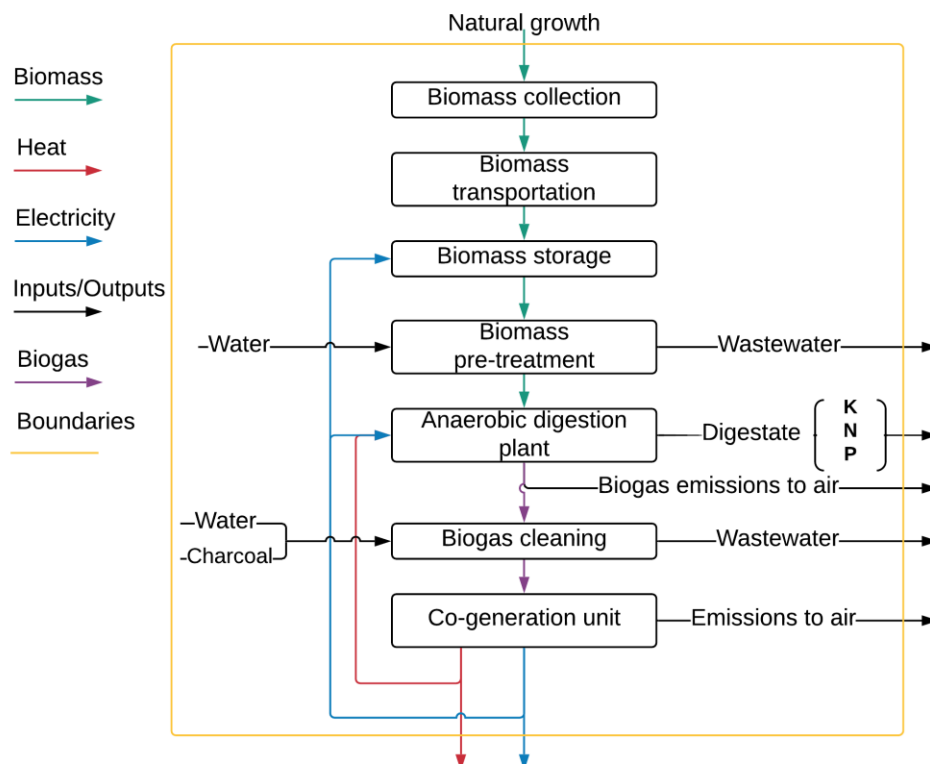 Natural growth
Biomass
Heat
Electricity
Inputs/Outputs
Biogas
Boundaries
Biomass collection
Biomass
transportation
Biomass storage
Water
Biomass
pre-treatment
Wastewater
Anaerobic digestion
plant
Digestate
K
N
P
Biogas emissions to air
Water
Charcoal
Biogas cleaning
Wastewater
Co-generation unit
Emissions to air